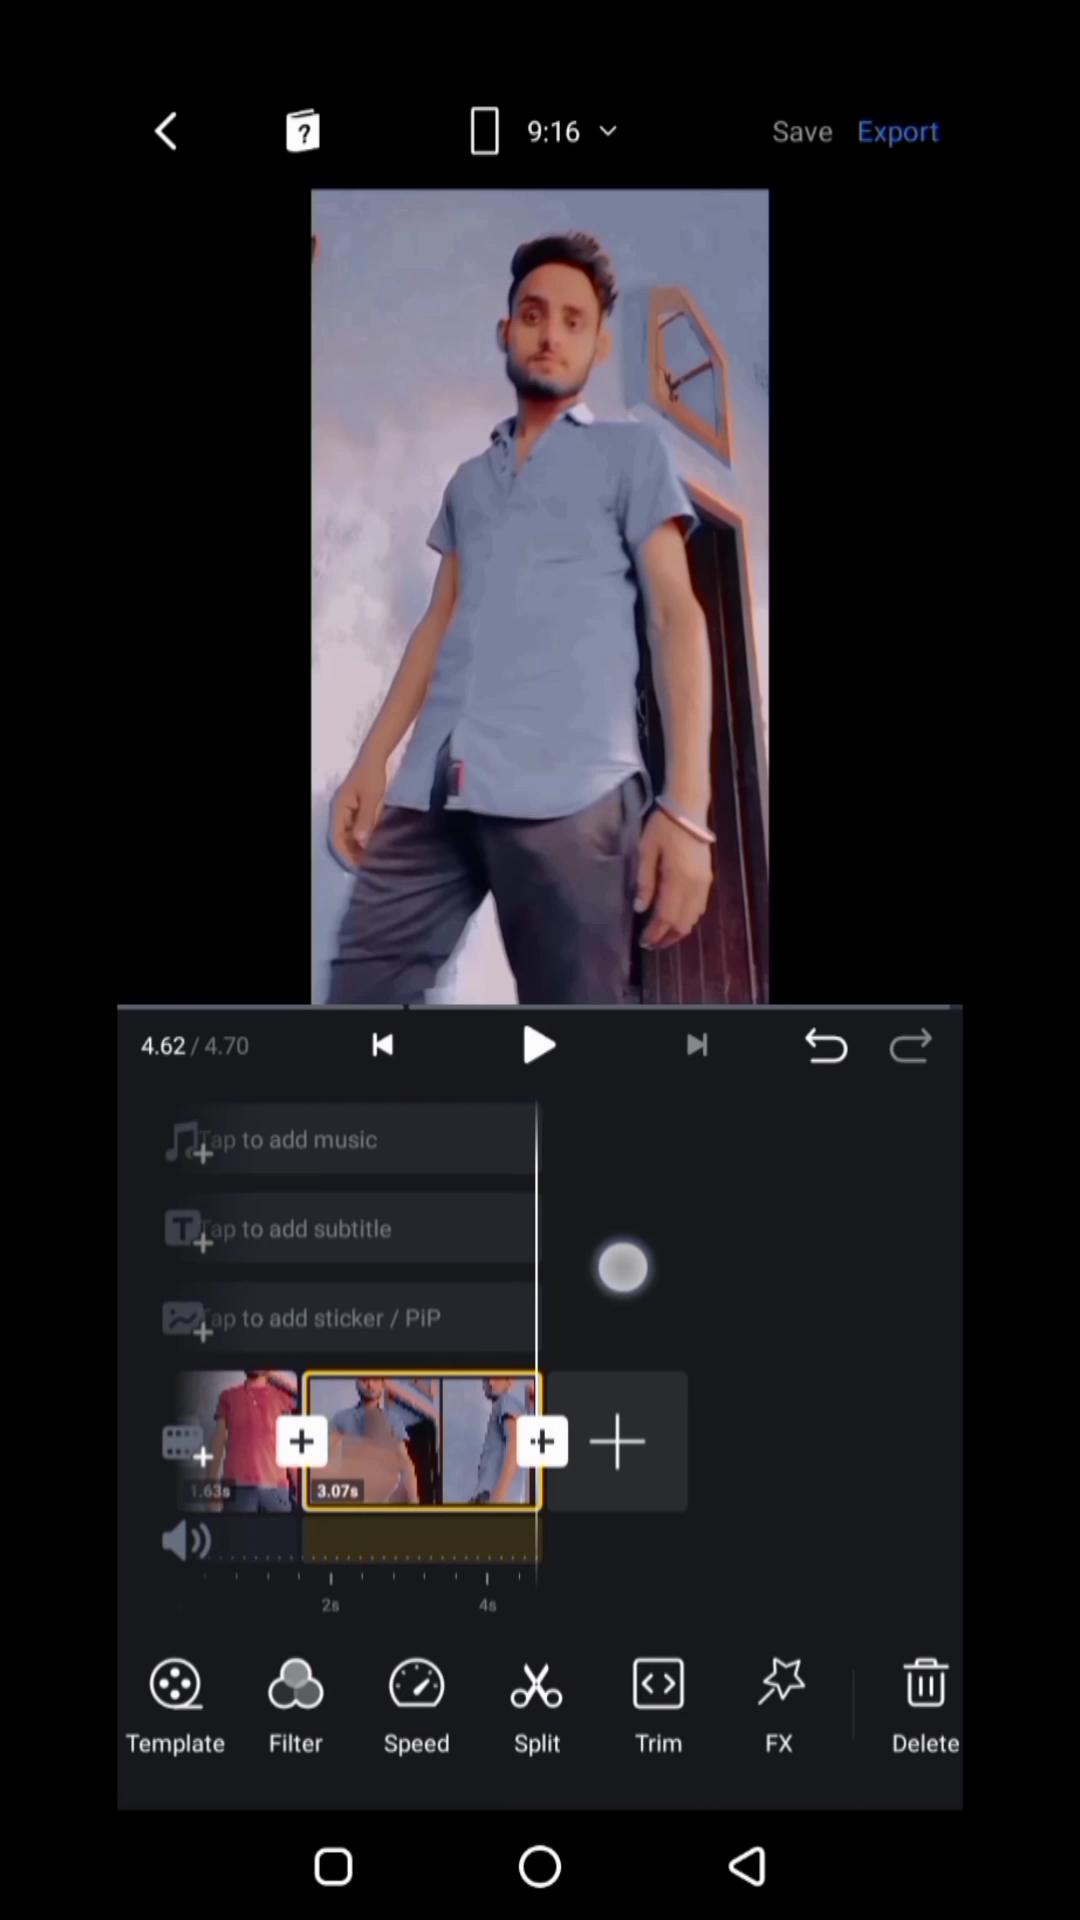 9:16
Save
Export
4.62 / 4.70
Tap to add music
Tap to add subtitle
Tap to add sticker / PiP
1.63s
3.07s
2s
4s
Template
Filter
Speed
Split
Trim
FX
Delete